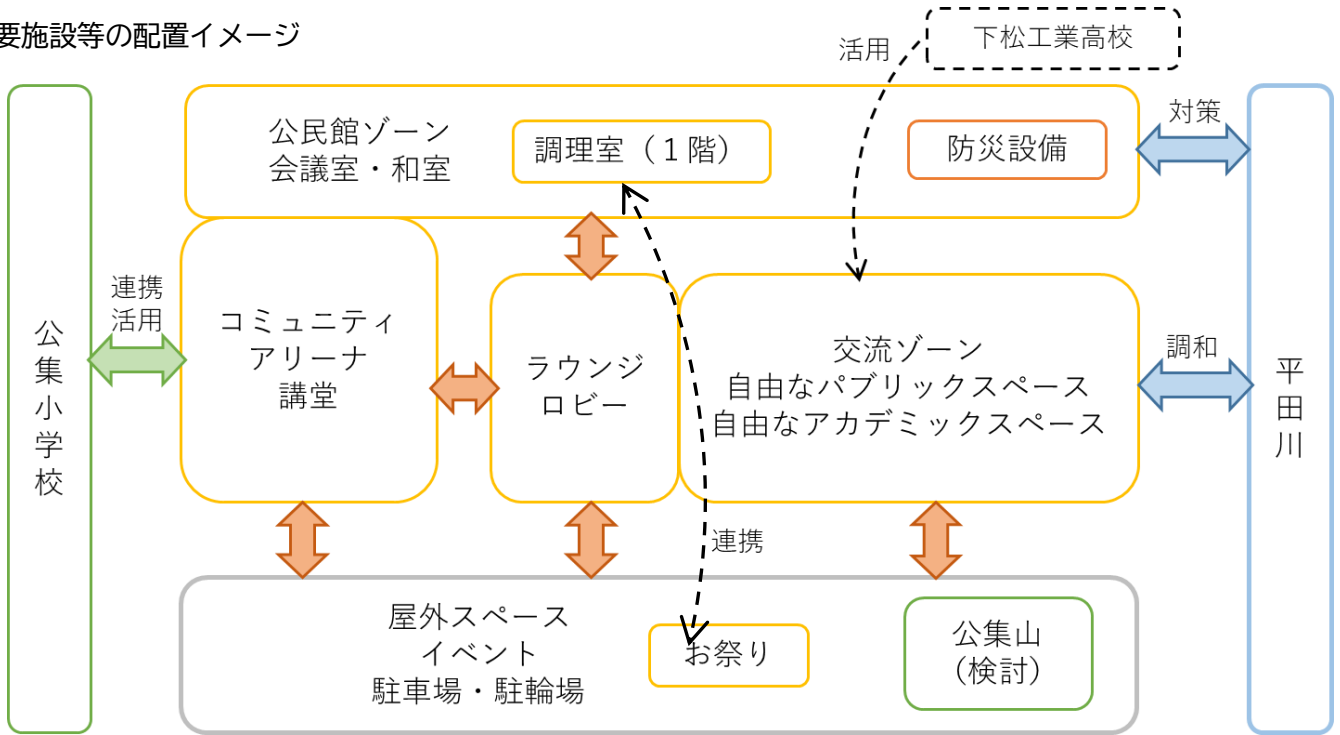 要施設等の配置イメージ
下松工業高校
活用
公民館ゾーン
会議室・和室
調理室（１階）
防災設備
対策
連携
活用
公集小学校
コミュニティ
アリーナ
講堂
ラウンジ
ロビー
交流ゾーン
自由なパブリックスペース
自由なアカデミックスペース
調和
平田川
連携
屋外スペース
イベント
駐車場・駐輪場
お祭り
公集山
(検討)